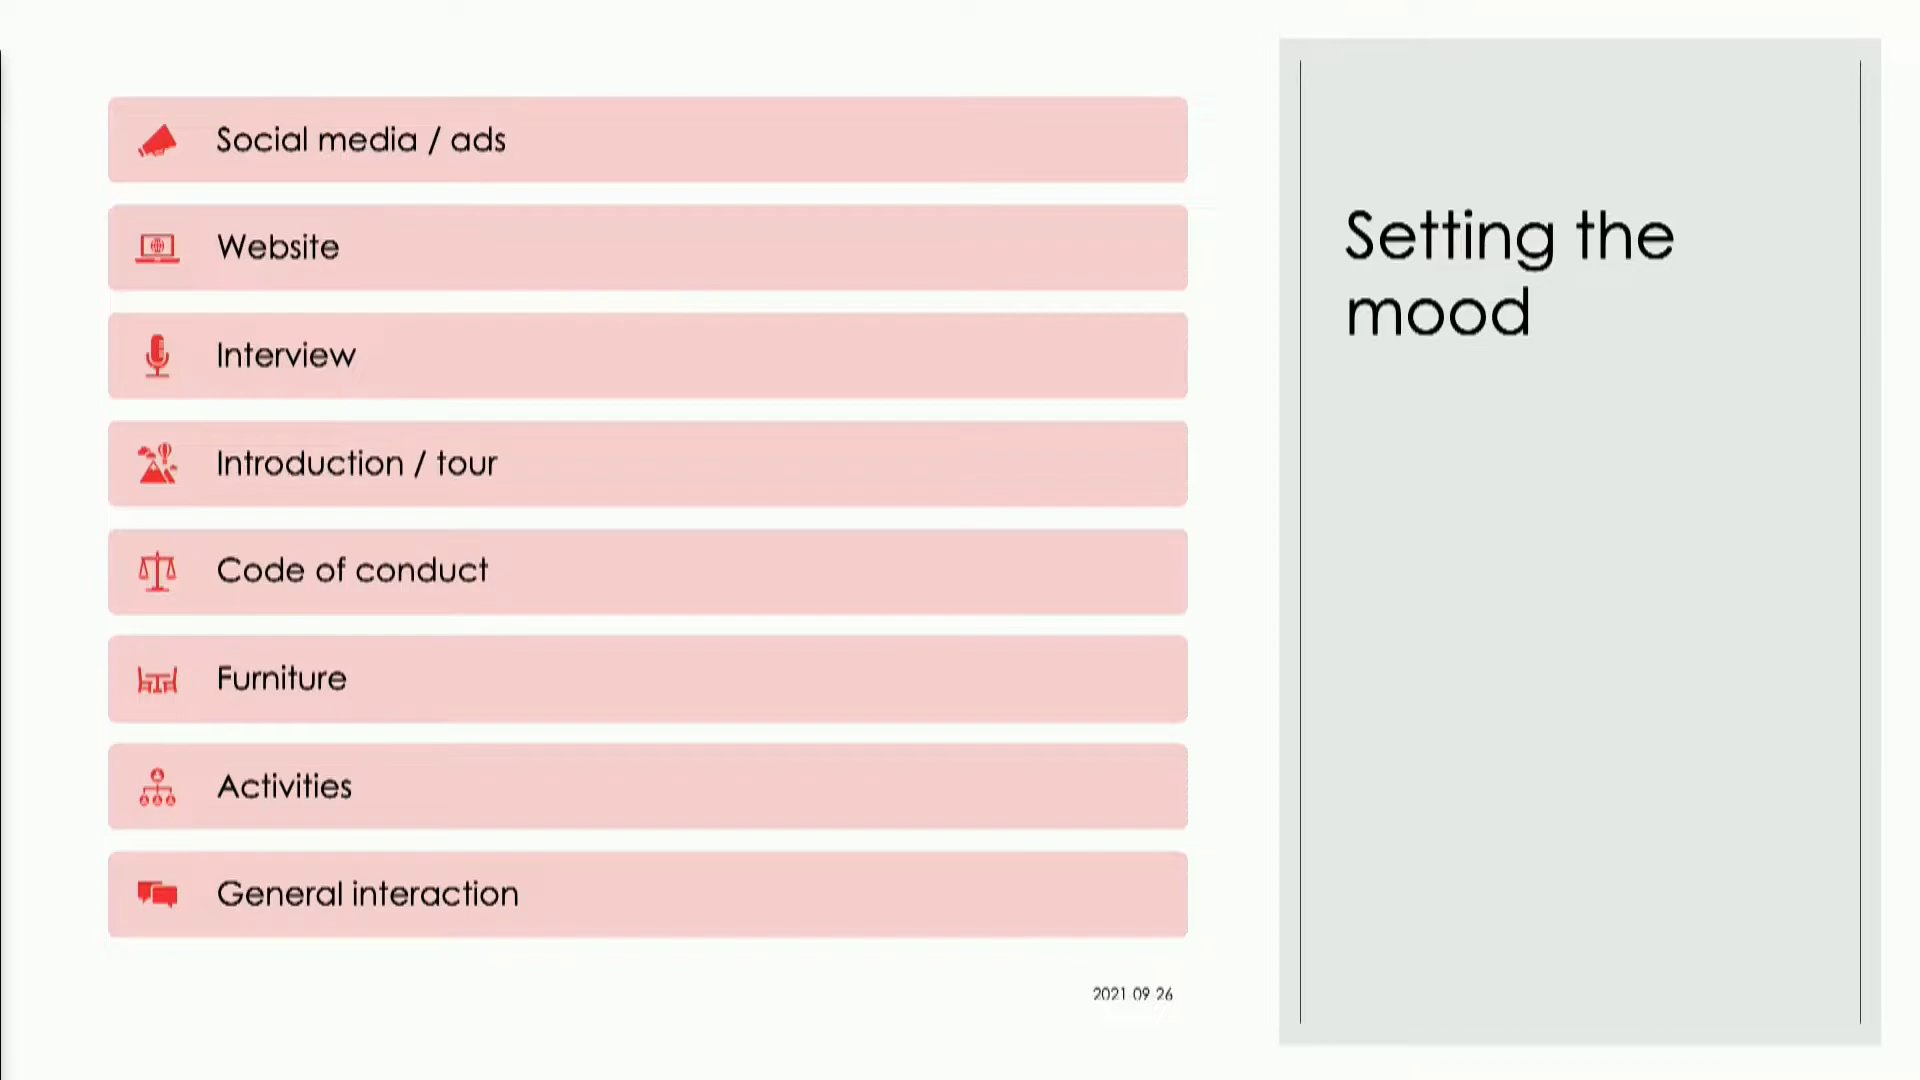 Social media / ads
Website
Interview
Introduction / tour
Code of conduct
Furniture
Activities
General interaction
2021 09 26
Setting the
mood